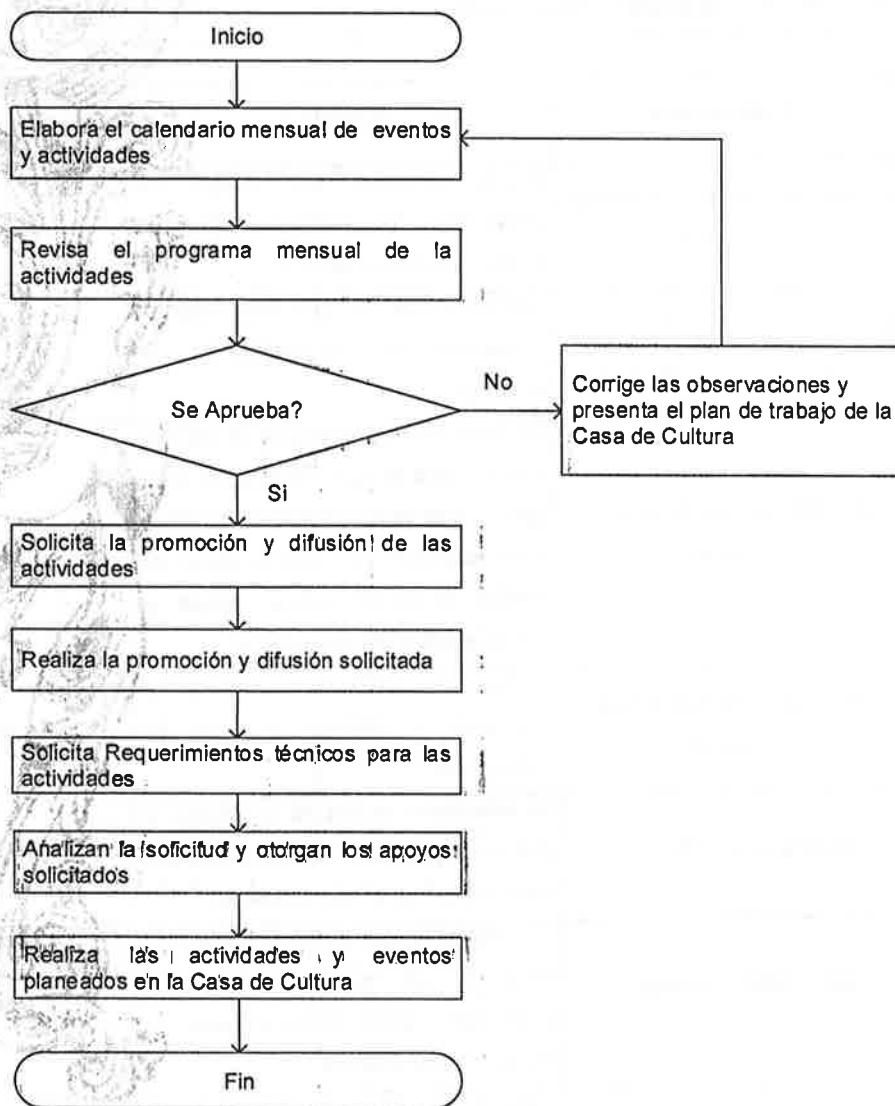 Inicio
Elabora el calendario mensual de eventos
y actividades
Revisa el programa mensual de la
actividades
Se Aprueba?
No
Corrige las observaciones y
presenta el plan de trabajo de la
Casa de Cultura
Si
Solicita la promoción y difusión de las
actividades
Realiza la promoción y difusión solicitada
Solicita Requerimientos técnicos para las
actividades
Analizan la solicitud y otorgan los apoyos
solicitados
Realiza las actividades y eventos
planeados en la Casa de Cultura
Fin